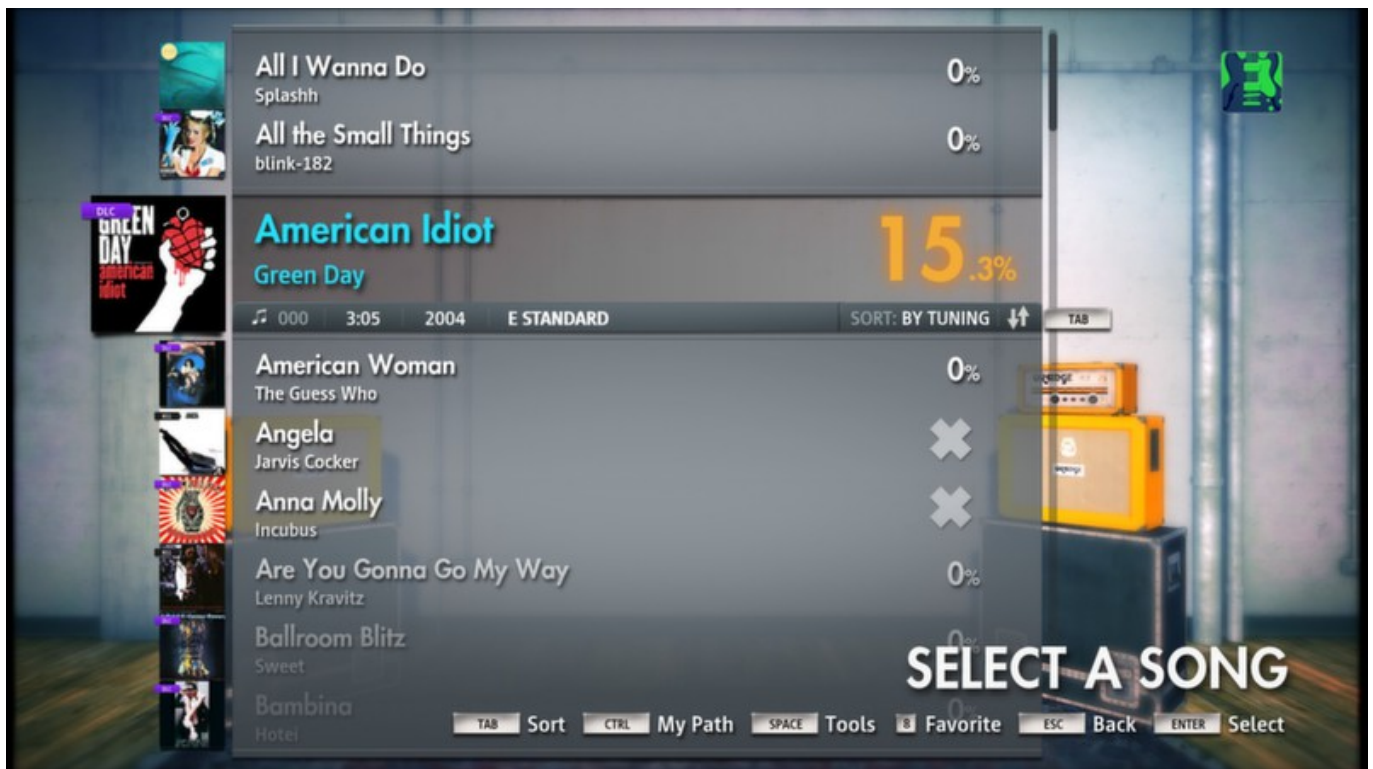 All I Wanna Do
Splashh
0%
All the Small Things
blink-182
0%
DLC
GREEN
DAY
american
idiot
American Idiot
Green Day
15.3%
000 3:05 2004 E STANDARD
SORT: BY TUNING
TAB
American Woman
The Guess Who
0%
Angela
Jarvis Cocker
Anna Molly
Incubus
Are You Gonna Go My Way
Lenny Kravitz
0%
Ballroom Blitz
Sweet
0%
Bambina
Hotei
0%
SELECT A SONG
TAB Sort CTRL My Path SPACE Tools 8 Favorite ESC Back ENTER Select